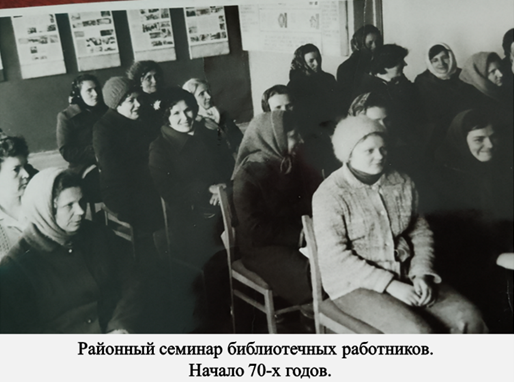 Районный семинар библиотечных работников.
Начало 70-х годов.